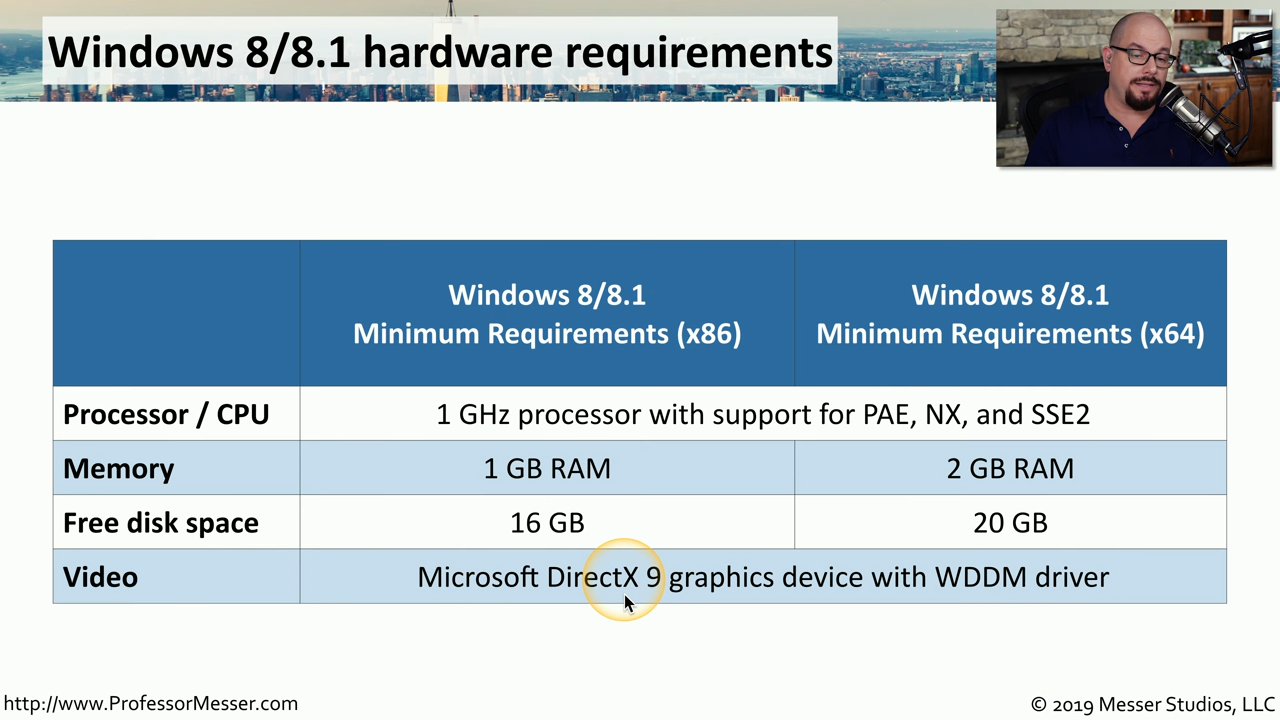 Windows 8/8.1 hardware requirements
Windows 8/8.1
Minimum Requirements (x86)
Windows 8/8.1
Minimum Requirements (x64)
Processor / CPU
1 GHz processor with support for PAE, NX, and SSE2
Memory
1 GB RAM
2 GB RAM
Free disk space
16 GB
20 GB
Video
Microsoft DirectX 9 graphics device with WDDM driver
http://www.ProfessorMesser.com
© 2019 Messer Studios, LLC